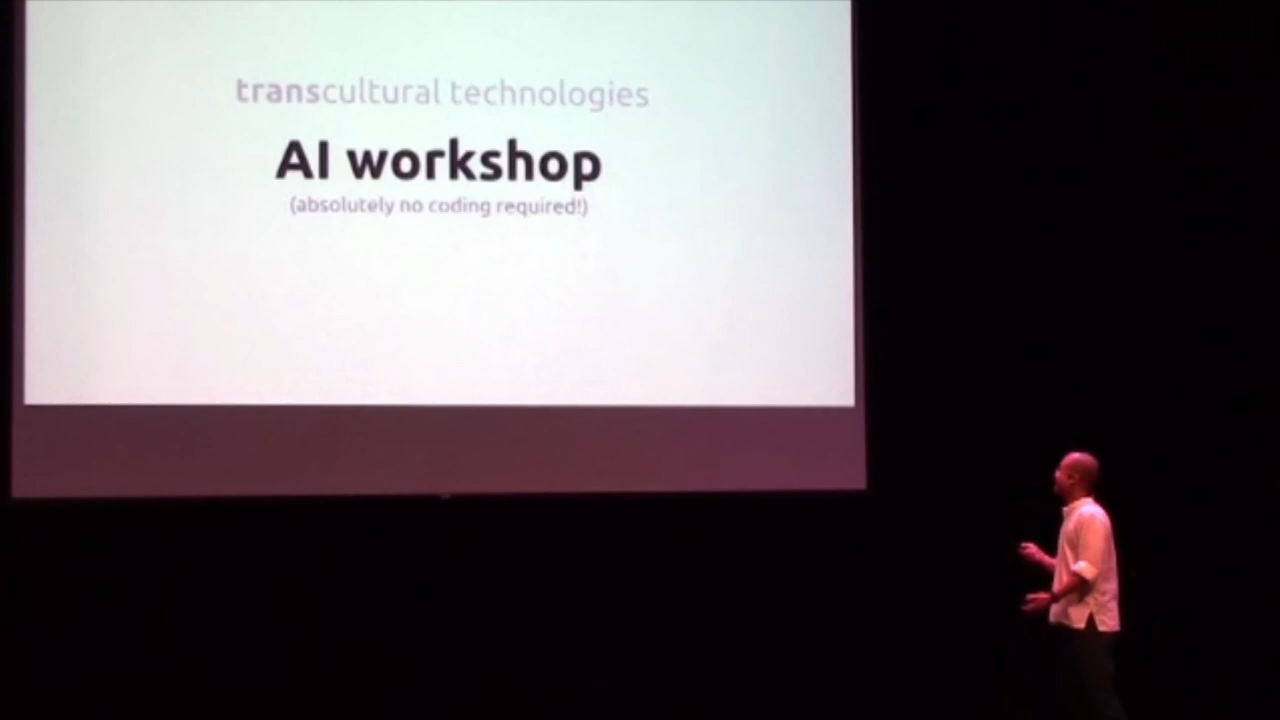 transcultural technologies
AI workshop
(absolutely no coding required!)